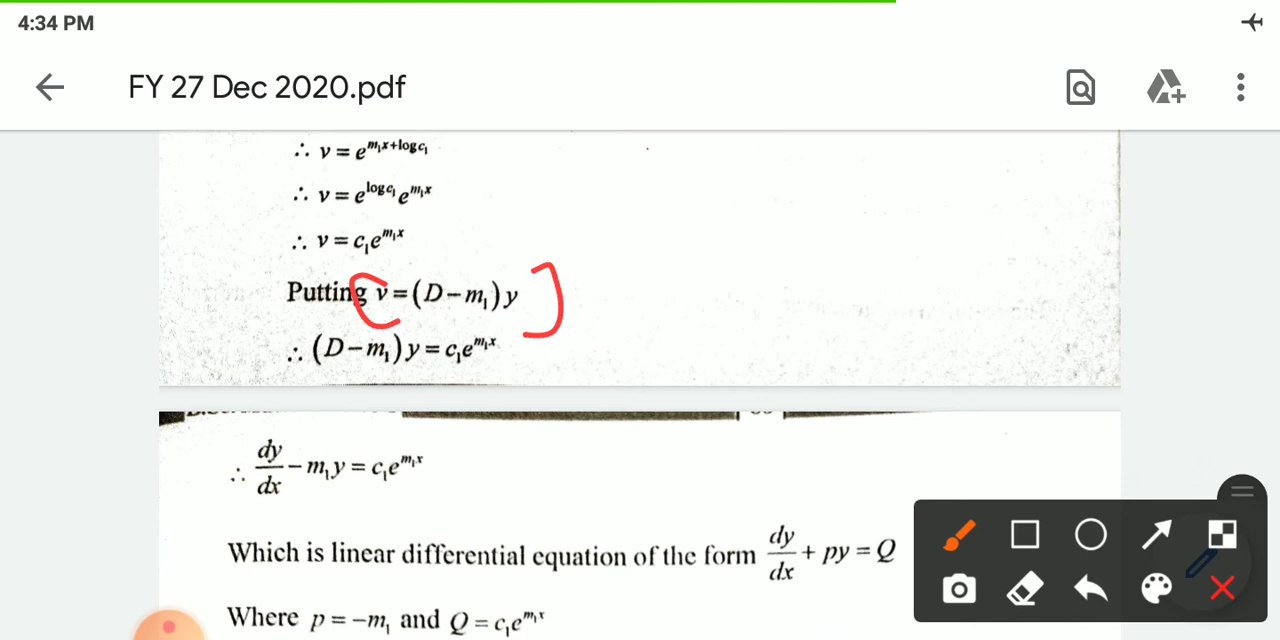 4:34 PM
FY 27 Dec 2020.pdf
∴ v = e^{m₁x+log c₁}
∴ v = e^{log c₁} e^{m₁x}
∴ v = c₁e^{m₁x}
Putting v = (D − m₁) y
∴ (D − m₁) y = c₁e^{m₁x}
∴ dy/dx − m₁y = c₁e^{m₁x}
Which is linear differential equation of the form dy/dx + py = Q
Where p = −m₁ and Q = c₁e^{m₁x}